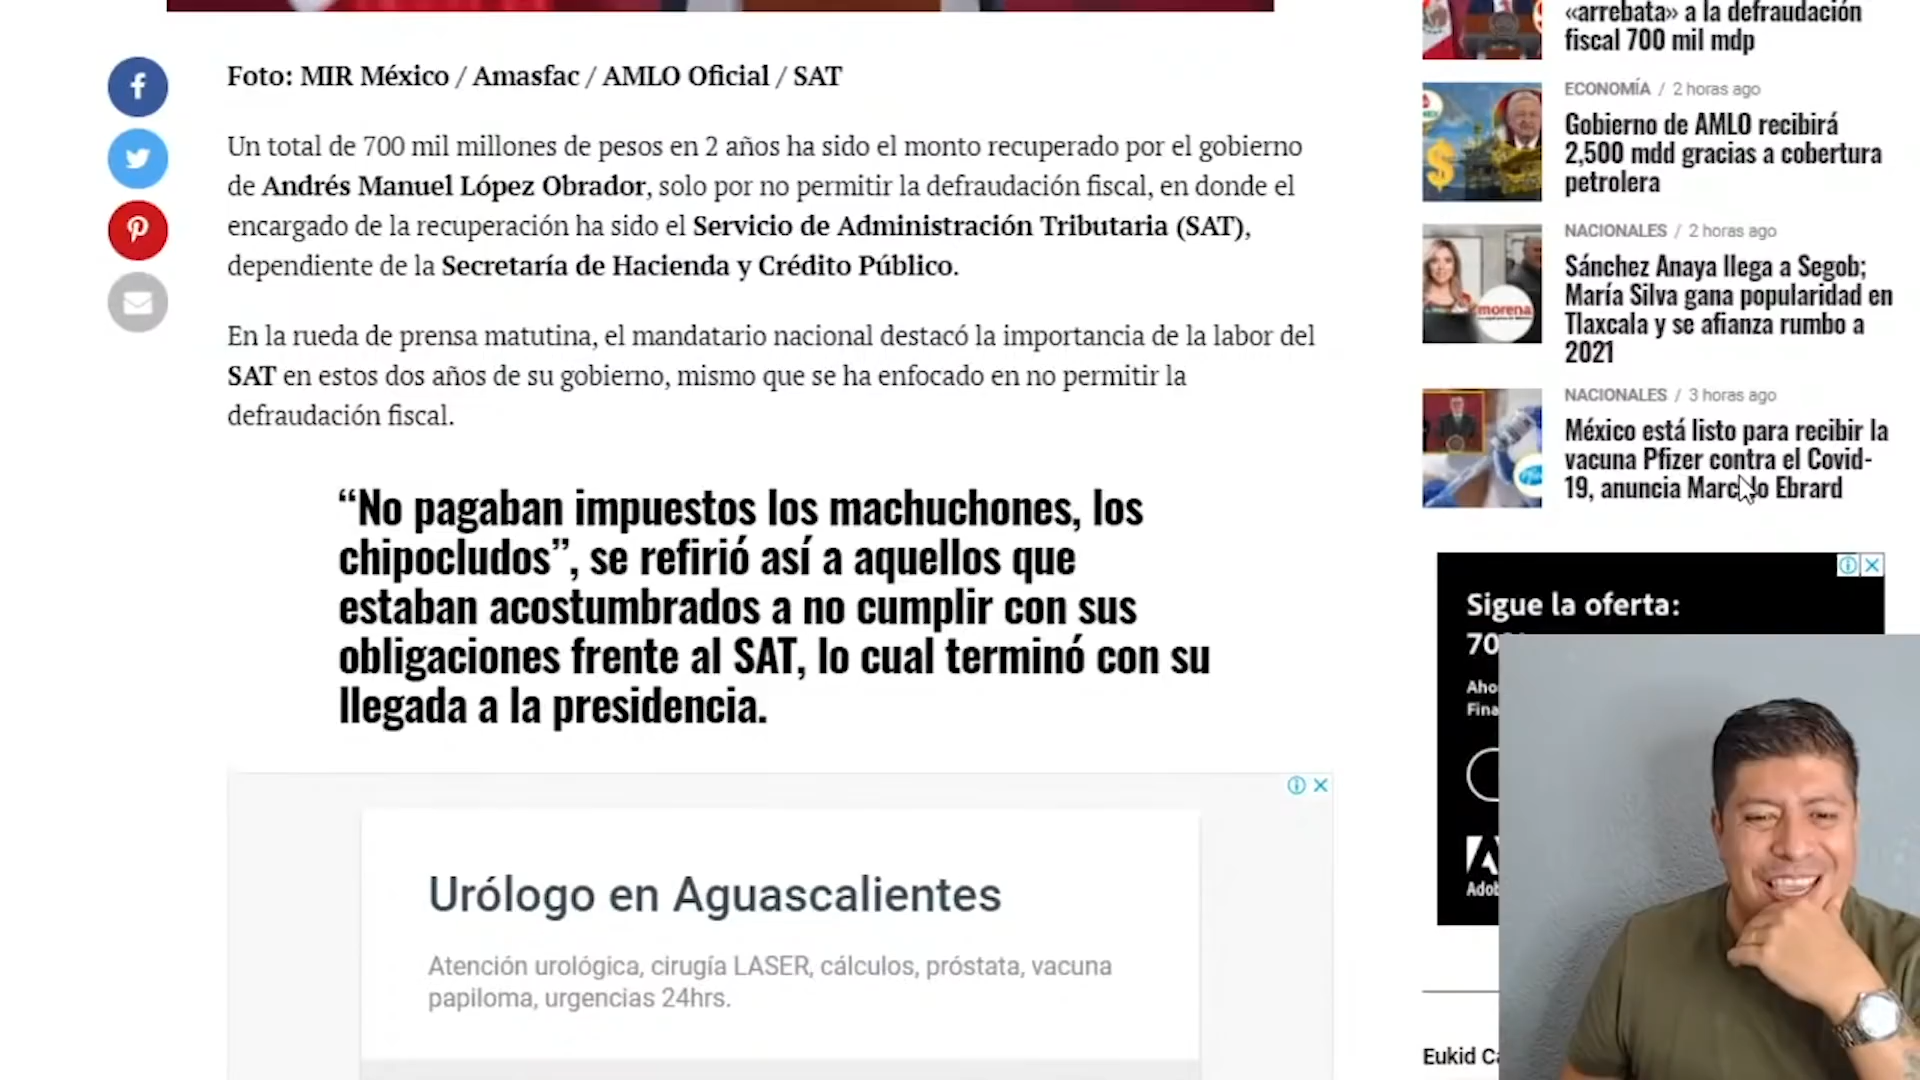 Foto: MIR México / Amasfac / AMLO Oficial / SAT
Un total de 700 mil millones de pesos en 2 años ha sido el monto recuperado por el gobierno
de Andrés Manuel López Obrador, solo por no permitir la defraudación fiscal, en donde el
encargado de la recuperación ha sido el Servicio de Administración Tributaria (SAT),
dependiente de la Secretaría de Hacienda y Crédito Público.
En la rueda de prensa matutina, el mandatario nacional destacó la importancia de la labor del
SAT en estos dos años de su gobierno, mismo que se ha enfocado en no permitir la
defraudación fiscal.
“No pagaban impuestos los machuchones, los
chipocludos”, se refirió así a aquellos que
estaban acostumbrados a no cumplir con sus
obligaciones frente al SAT, lo cual terminó con su
llegada a la presidencia.
Urólogo en Aguascalientes
Atención urológica, cirugía LASER, cálculos, próstata, vacuna
papiloma, urgencias 24hrs.
«arrebata» a la defraudación
fiscal 700 mil mdp
ECONOMÍA / 2 horas ago
Gobierno de AMLO recibirá
2,500 mdd gracias a cobertura
petrolera
NACIONALES / 2 horas ago
Sánchez Anaya llega a Segob;
María Silva gana popularidad en
Tlaxcala y se afianza rumbo a
2021
morena
NACIONALES / 3 horas ago
México está listo para recibir la
vacuna Pfizer contra el Covid-
19, anuncia Marcelo Ebrard
Sigue la oferta:
70
Aho
Fina
Adob
Eukid